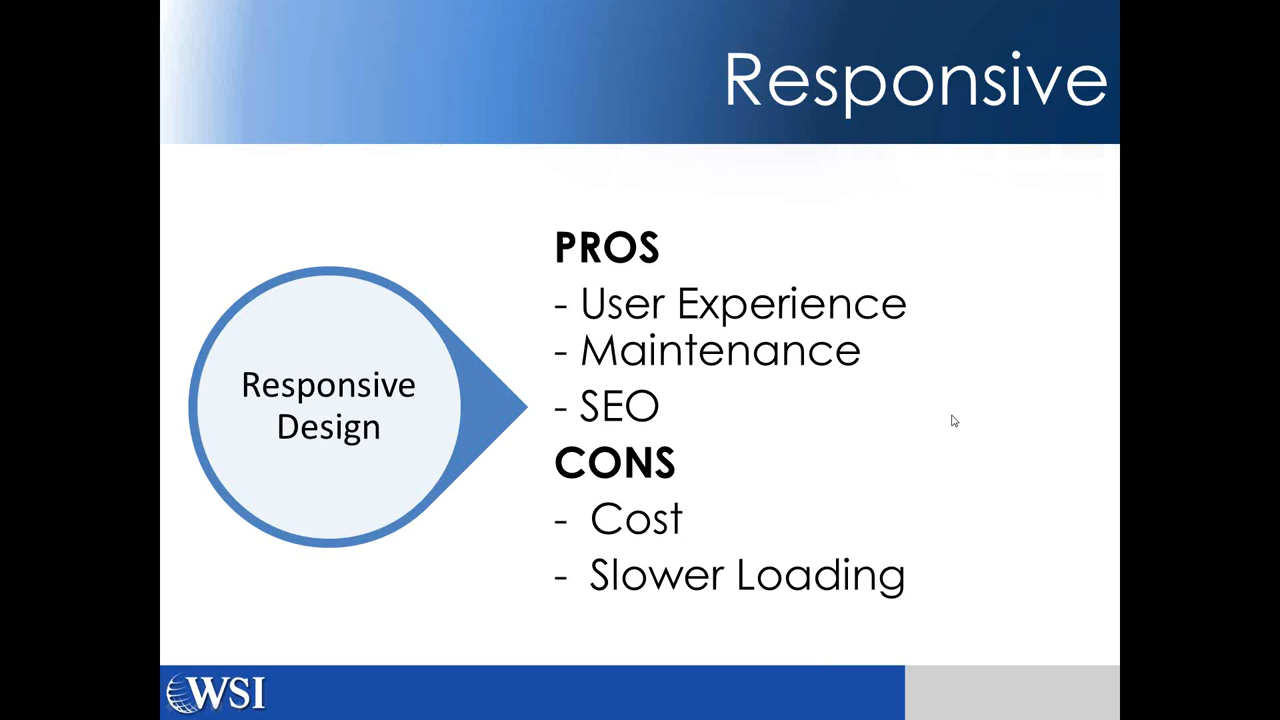 Responsive
Responsive
Design
PROS
- User Experience
- Maintenance
- SEO
CONS
- Cost
- Slower Loading
WSI